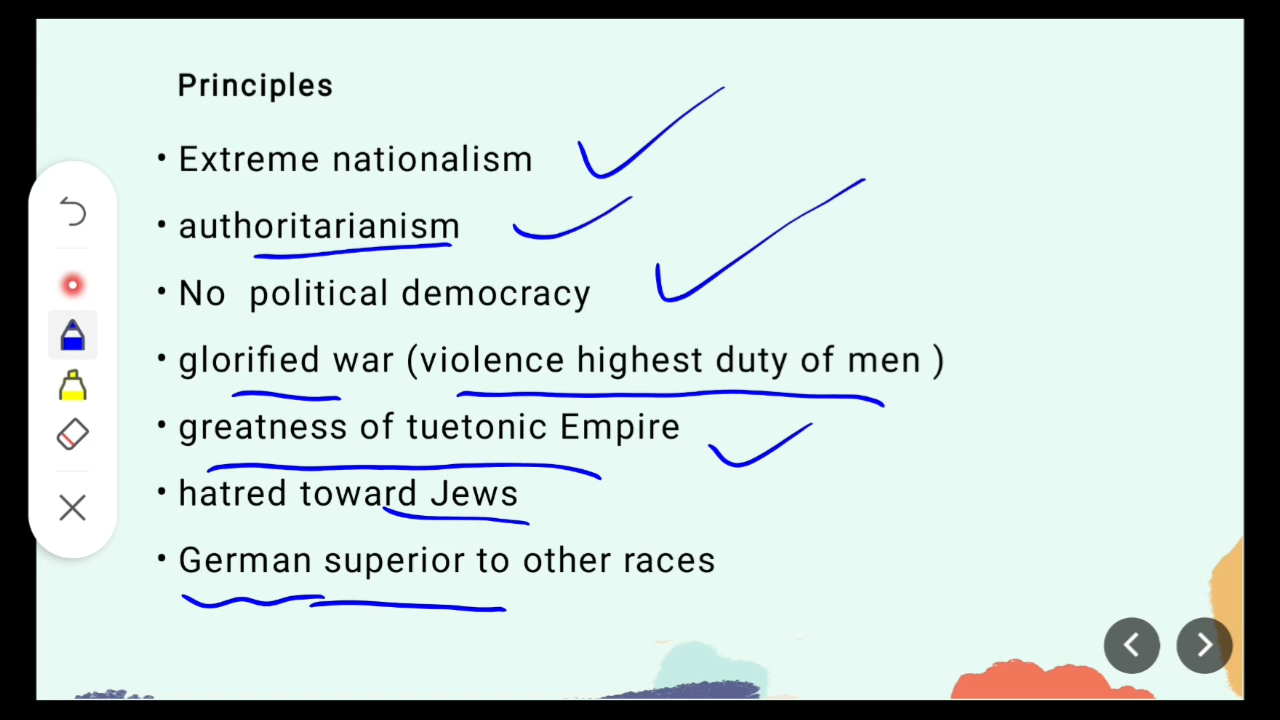 Principles
• Extreme nationalism
• authoritarianism
• No political democracy
• glorified war (violence highest duty of men )
• greatness of tuetonic Empire
• hatred toward Jews
• German superior to other races